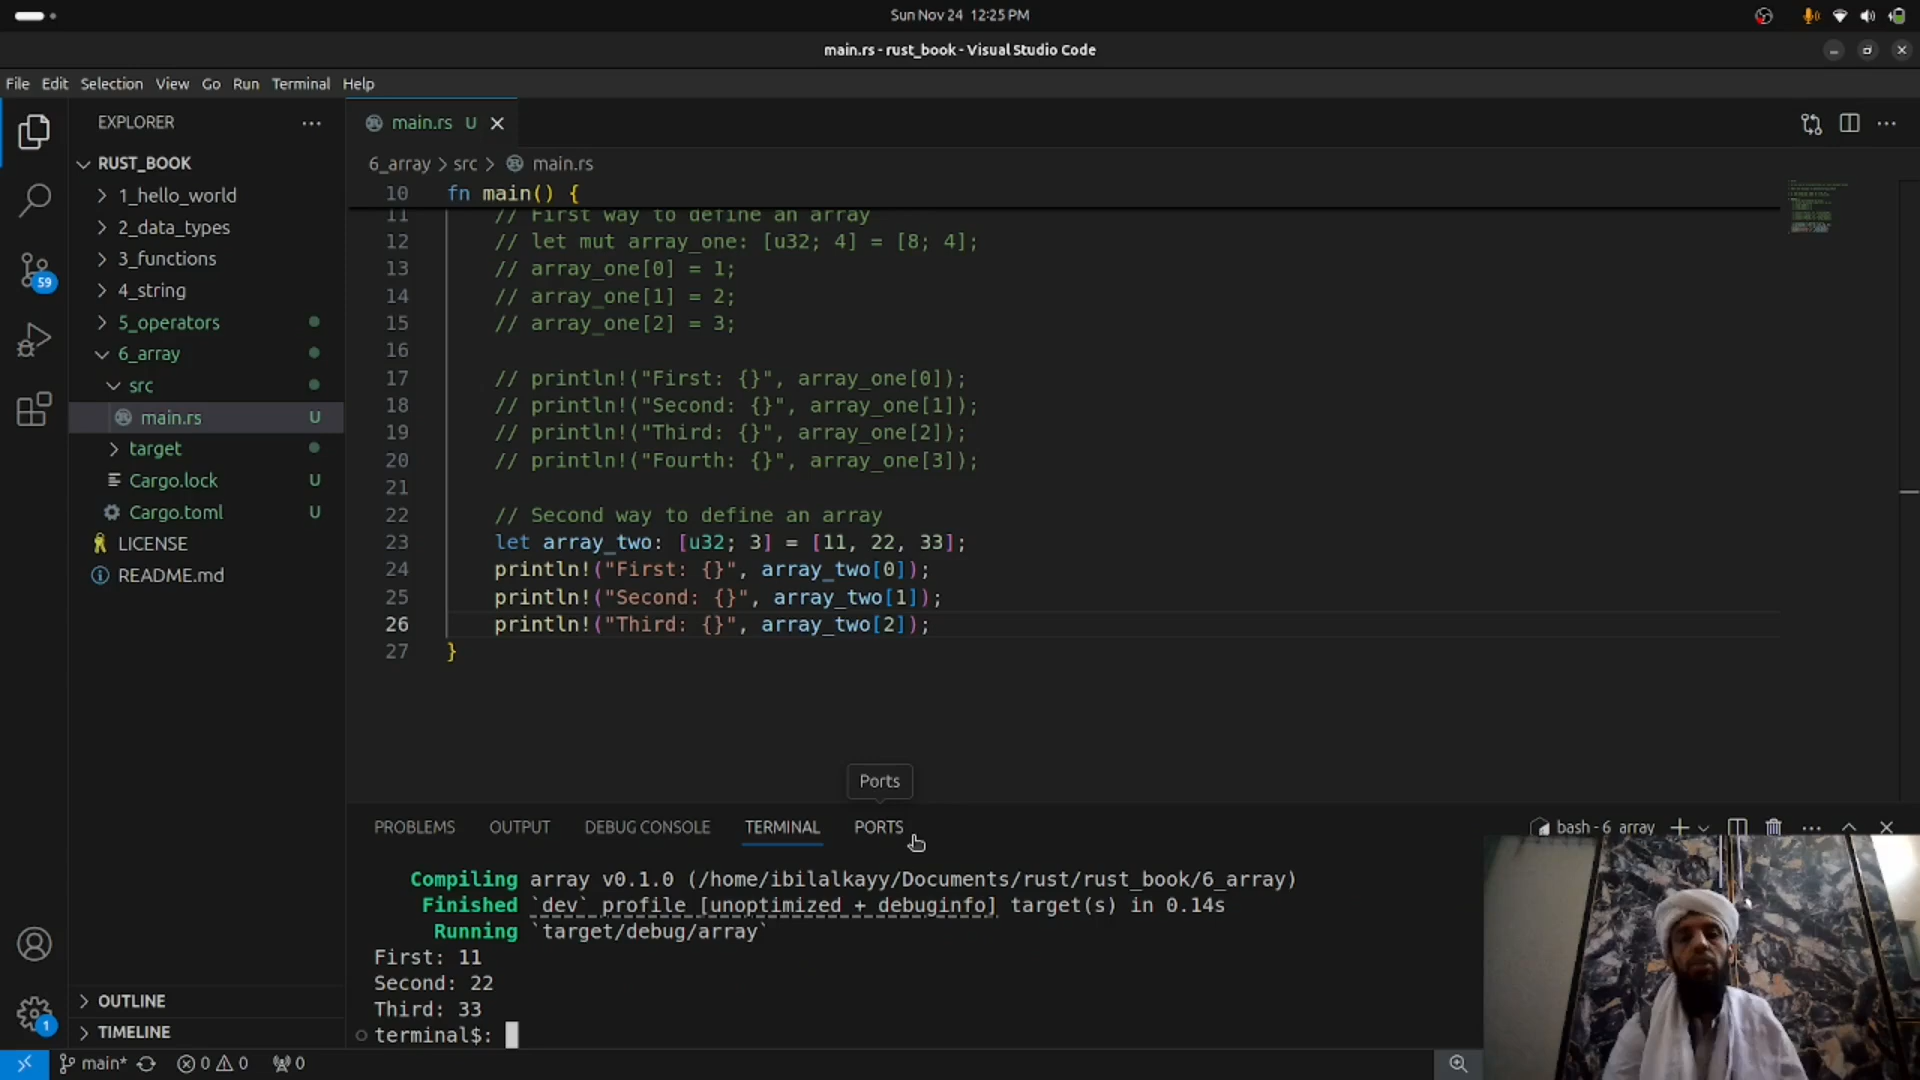 Sun Nov 24 12:25 PM
main.rs - rust_book - Visual Studio Code
File Edit Selection View Go Run Terminal Help
EXPLORER
RUST_BOOK
1_hello_world
2_data_types
3_functions
4_string
5_operators
6_array
src
main.rs U
target
Cargo.lock U
Cargo.toml U
LICENSE
README.md
OUTLINE
TIMELINE
59
1
main.rs U
6_array > src > main.rs
10 fn main() {
11 // First way to define an array
12 // let mut array_one: [u32; 4] = [8; 4];
13 // array_one[0] = 1;
14 // array_one[1] = 2;
15 // array_one[2] = 3;
16
17 // println!("First: {}", array_one[0]);
18 // println!("Second: {}", array_one[1]);
19 // println!("Third: {}", array_one[2]);
20 // println!("Fourth: {}", array_one[3]);
21
22 // Second way to define an array
23 let array_two: [u32; 3] = [11, 22, 33];
24 println!("First: {}", array_two[0]);
25 println!("Second: {}", array_two[1]);
26 println!("Third: {}", array_two[2]);
27 }
Ports
PROBLEMS OUTPUT DEBUG CONSOLE TERMINAL PORTS
bash - 6_array
Compiling array v0.1.0 (/home/ibilalkayy/Documents/rust/rust_book/6_array)
Finished `dev` profile [unoptimized + debuginfo] target(s) in 0.14s
Running `target/debug/array`
First: 11
Second: 22
Third: 33
terminal$:
main* 0 0 0